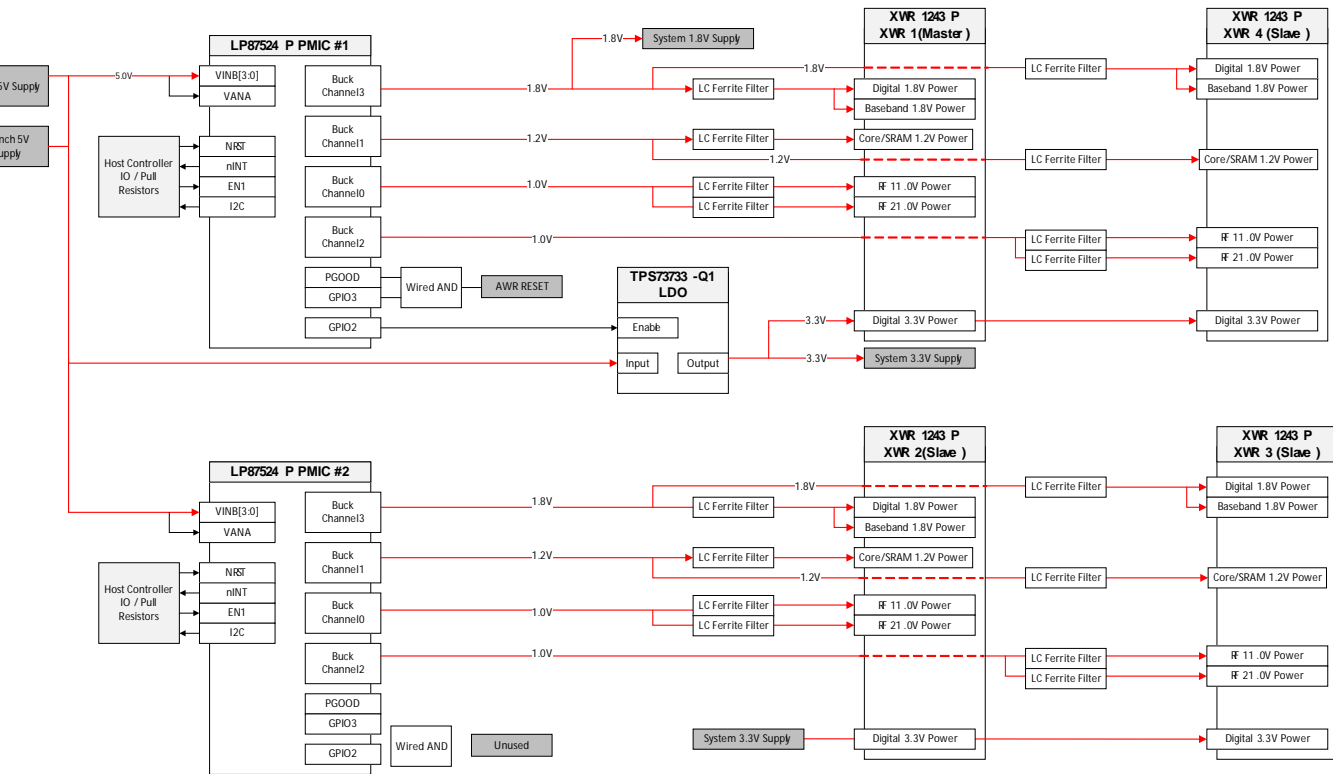 XWR 1243 P
XWR 1(Master )
XWR 1243 P
XWR 4 (Slave )
LP87524 P PMIC #1
1.8V
System 1.8V Supply
5V Supply
5.0V
VINB[3:0]
VANA
Buck
Channel3
1.8V
1.8V
LC Ferrite Filter
Digital 1.8V Power
Baseband 1.8V Power
LC Ferrite Filter
Digital 1.8V Power
Baseband 1.8V Power
5V
Host Controller
IO / Pull
Resistors
NRST
nINT
EN1
I2C
Buck
Channel1
1.2V
LC Ferrite Filter
Core/SRAM 1.2V Power
1.2V
LC Ferrite Filter
Core/SRAM 1.2V Power
Buck
Channel0
1.0V
LC Ferrite Filter
LC Ferrite Filter
RF 11 .0V Power
RF 21 .0V Power
Buck
Channel2
1.0V
LC Ferrite Filter
LC Ferrite Filter
RF 11 .0V Power
RF 21 .0V Power
PGOOD
GPIO3
Wired AND
AWR RESET
GPIO2
TPS73733 -Q1
LDO
Enable
Input
Output
3.3V
Digital 3.3V Power
Digital 3.3V Power
3.3V
System 3.3V Supply
XWR 1243 P
XWR 2(Slave )
XWR 1243 P
XWR 3 (Slave )
LP87524 P PMIC #2
VINB[3:0]
VANA
Buck
Channel3
1.8V
1.8V
LC Ferrite Filter
Digital 1.8V Power
Baseband 1.8V Power
LC Ferrite Filter
Digital 1.8V Power
Baseband 1.8V Power
Host Controller
IO / Pull
Resistors
NRST
nINT
EN1
I2C
Buck
Channel1
1.2V
LC Ferrite Filter
Core/SRAM 1.2V Power
1.2V
LC Ferrite Filter
Core/SRAM 1.2V Power
Buck
Channel0
1.0V
LC Ferrite Filter
LC Ferrite Filter
RF 11 .0V Power
RF 21 .0V Power
Buck
Channel2
1.0V
LC Ferrite Filter
LC Ferrite Filter
RF 11 .0V Power
RF 21 .0V Power
PGOOD
GPIO3
GPIO2
Wired AND
Unused
System 3.3V Supply
Digital 3.3V Power
Digital 3.3V Power